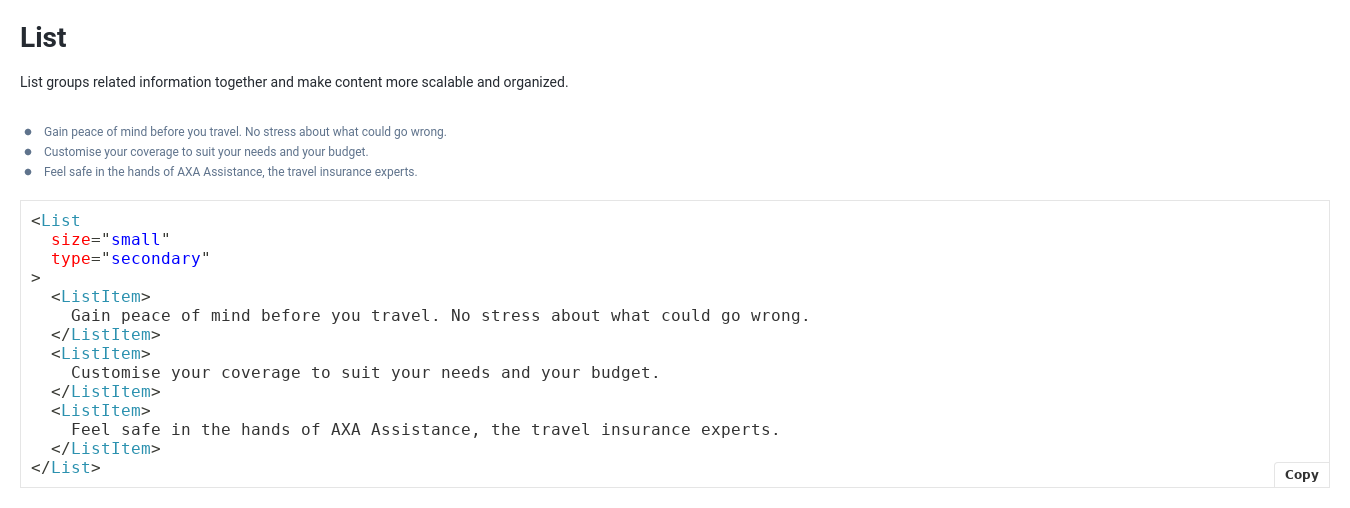 List
List groups related information together and make content more scalable and organized.
● Gain peace of mind before you travel. No stress about what could go wrong.
● Customise your coverage to suit your needs and your budget.
● Feel safe in the hands of AXA Assistance, the travel insurance experts.
<List
  size="small"
  type="secondary"
>
  <ListItem>
    Gain peace of mind before you travel. No stress about what could go wrong.
  </ListItem>
  <ListItem>
    Customise your coverage to suit your needs and your budget.
  </ListItem>
  <ListItem>
    Feel safe in the hands of AXA Assistance, the travel insurance experts.
  </ListItem>
</List>
Copy